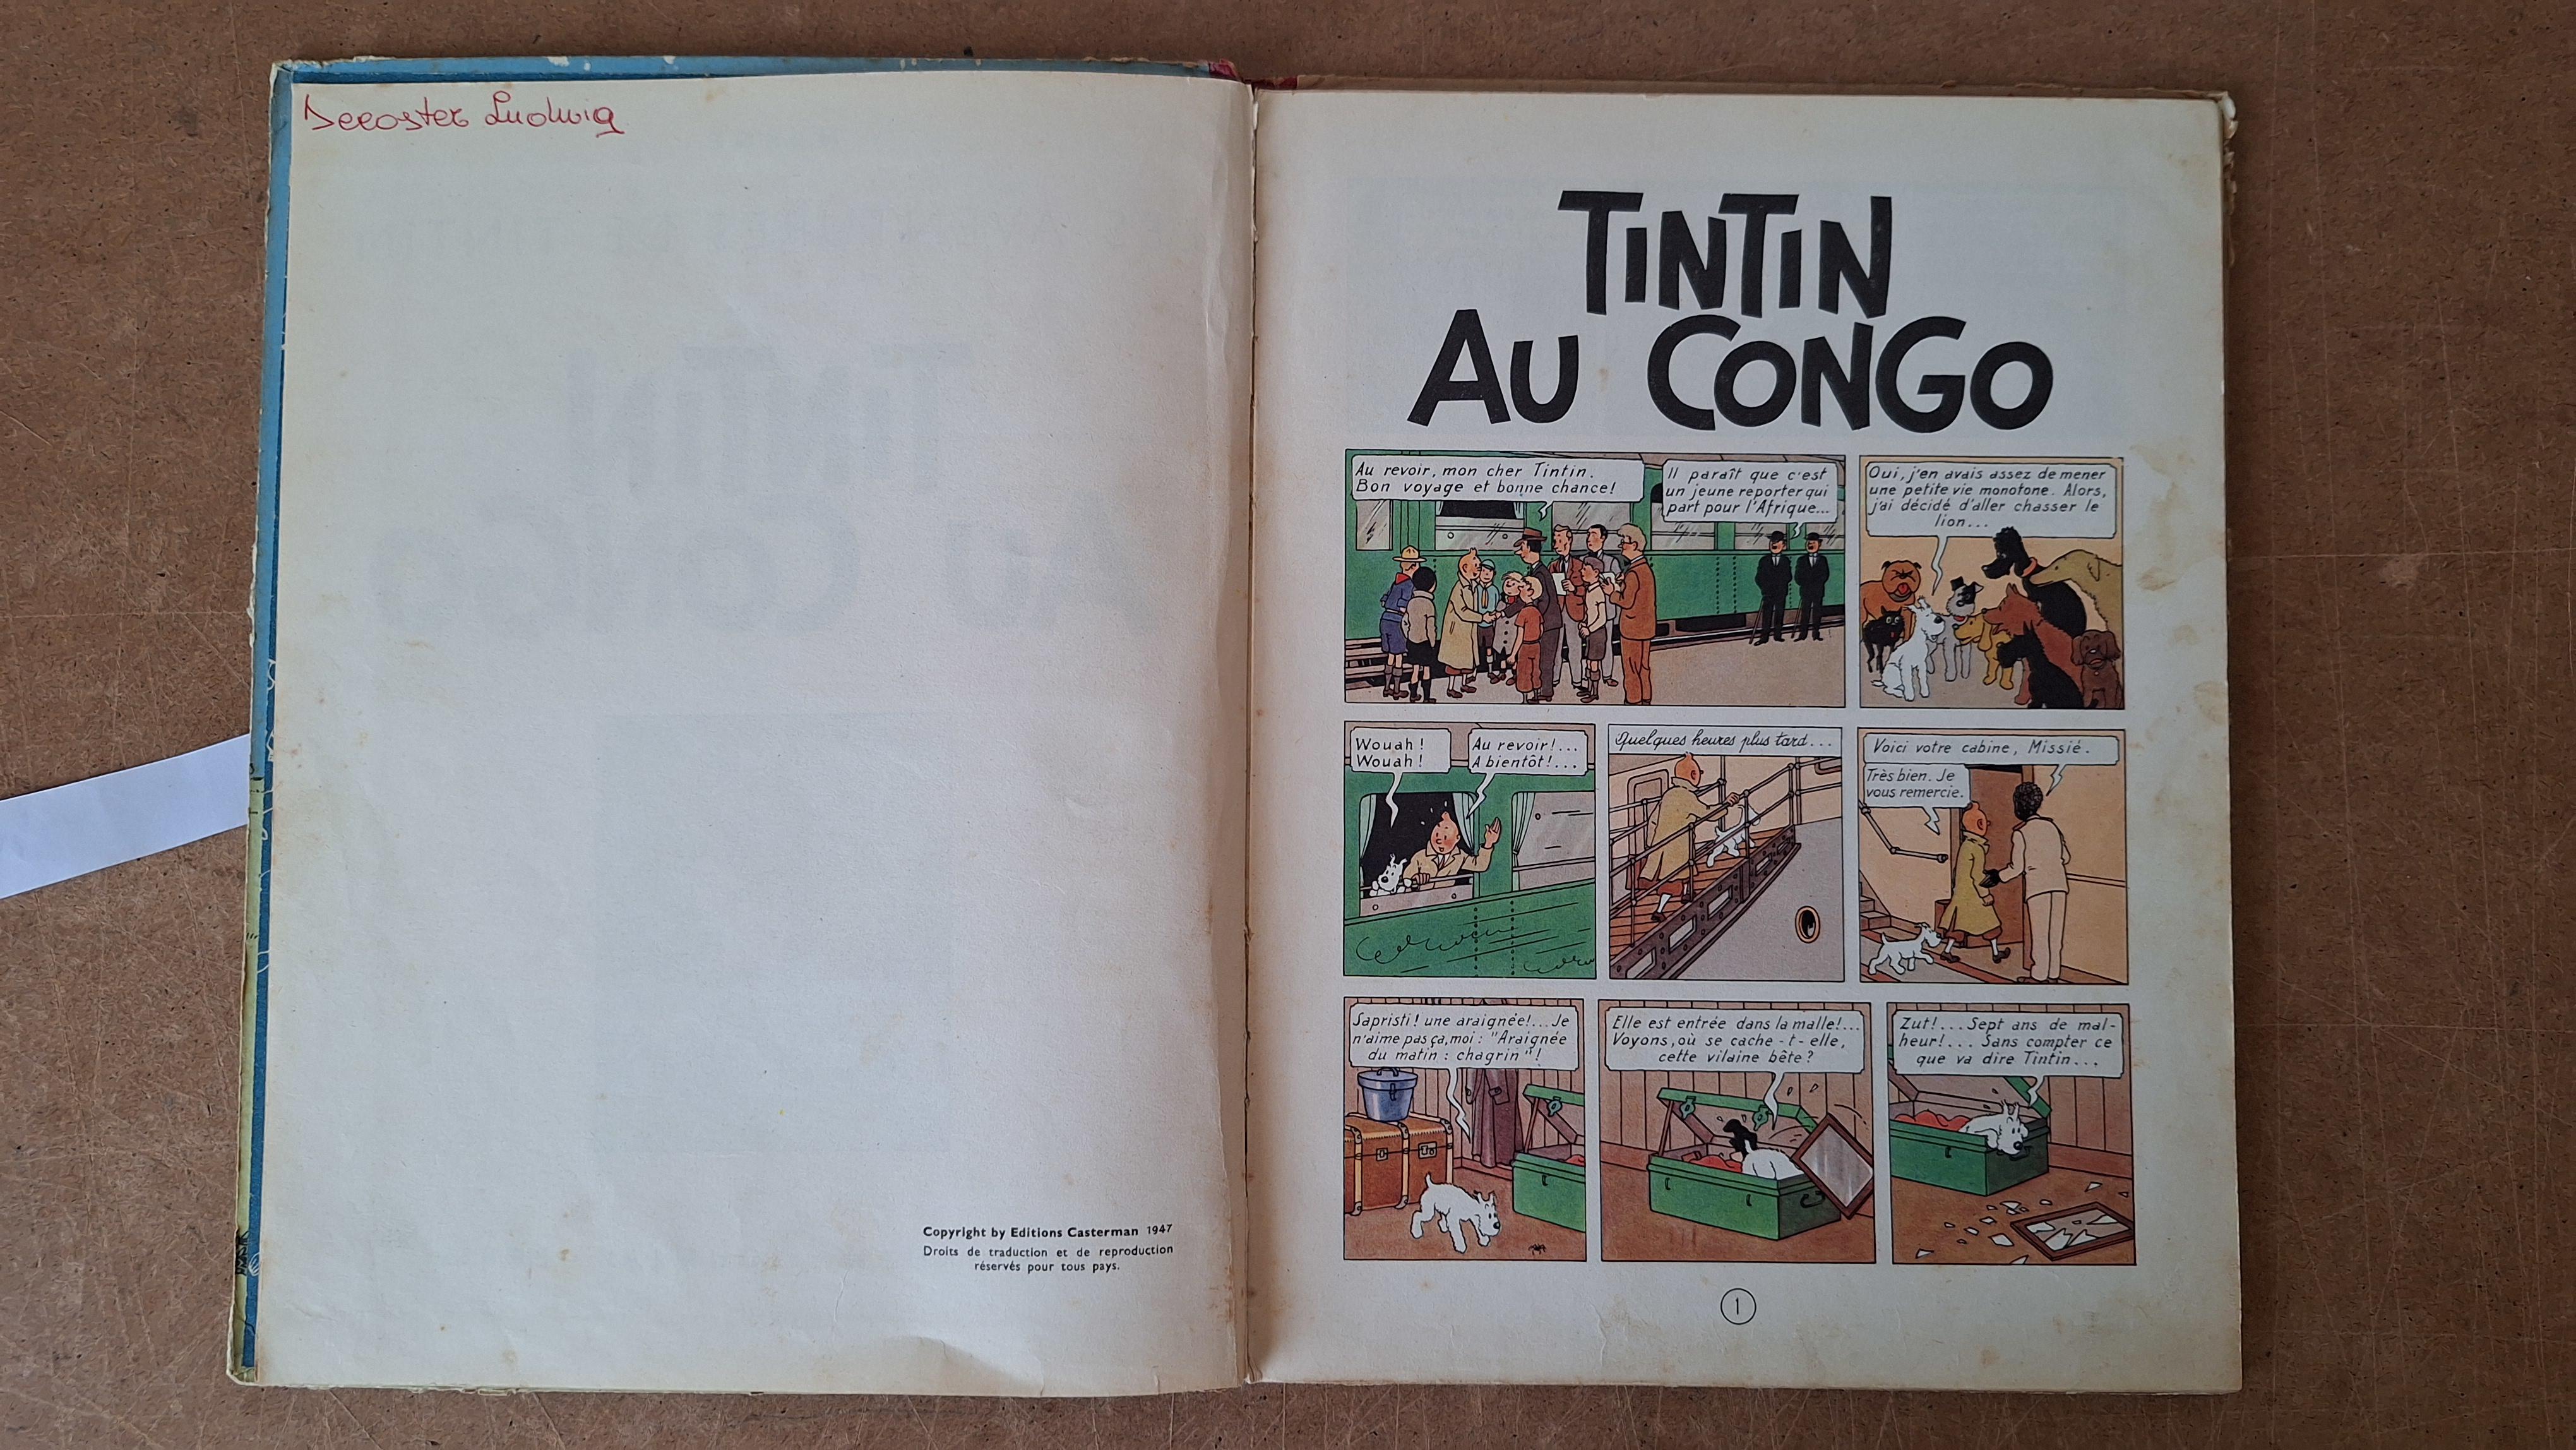 Decoster Ludwig
Copyright by Editions Casterman 1947
Droits de traduction et de reproduction
réservés pour tous pays.
TINTIN
AU CONGO
Au revoir, mon cher Tintin.
Bon voyage et bonne chance!
Il paraît que c'est
un jeune reporter qui
part pour l'Afrique...
Oui, j'en avais assez de mener
une petite vie monotone. Alors,
j'ai décidé d'aller chasser le
lion...
Wouah!
Wouah!
Au revoir!...
A bientôt!...
Quelques heures plus tard...
Voici votre cabine, Missié.
Très bien. Je
vous remercie.
Sapristi! une araignée!...Je
n'aime pas ça, moi: "Araignée
du matin: chagrin"!
Elle est entrée dans la malle!...
Voyons, où se cache-t-elle,
cette vilaine bête?
Zut!... Sept ans de mal-
heur!... Sans compter ce
que va dire Tintin...
1